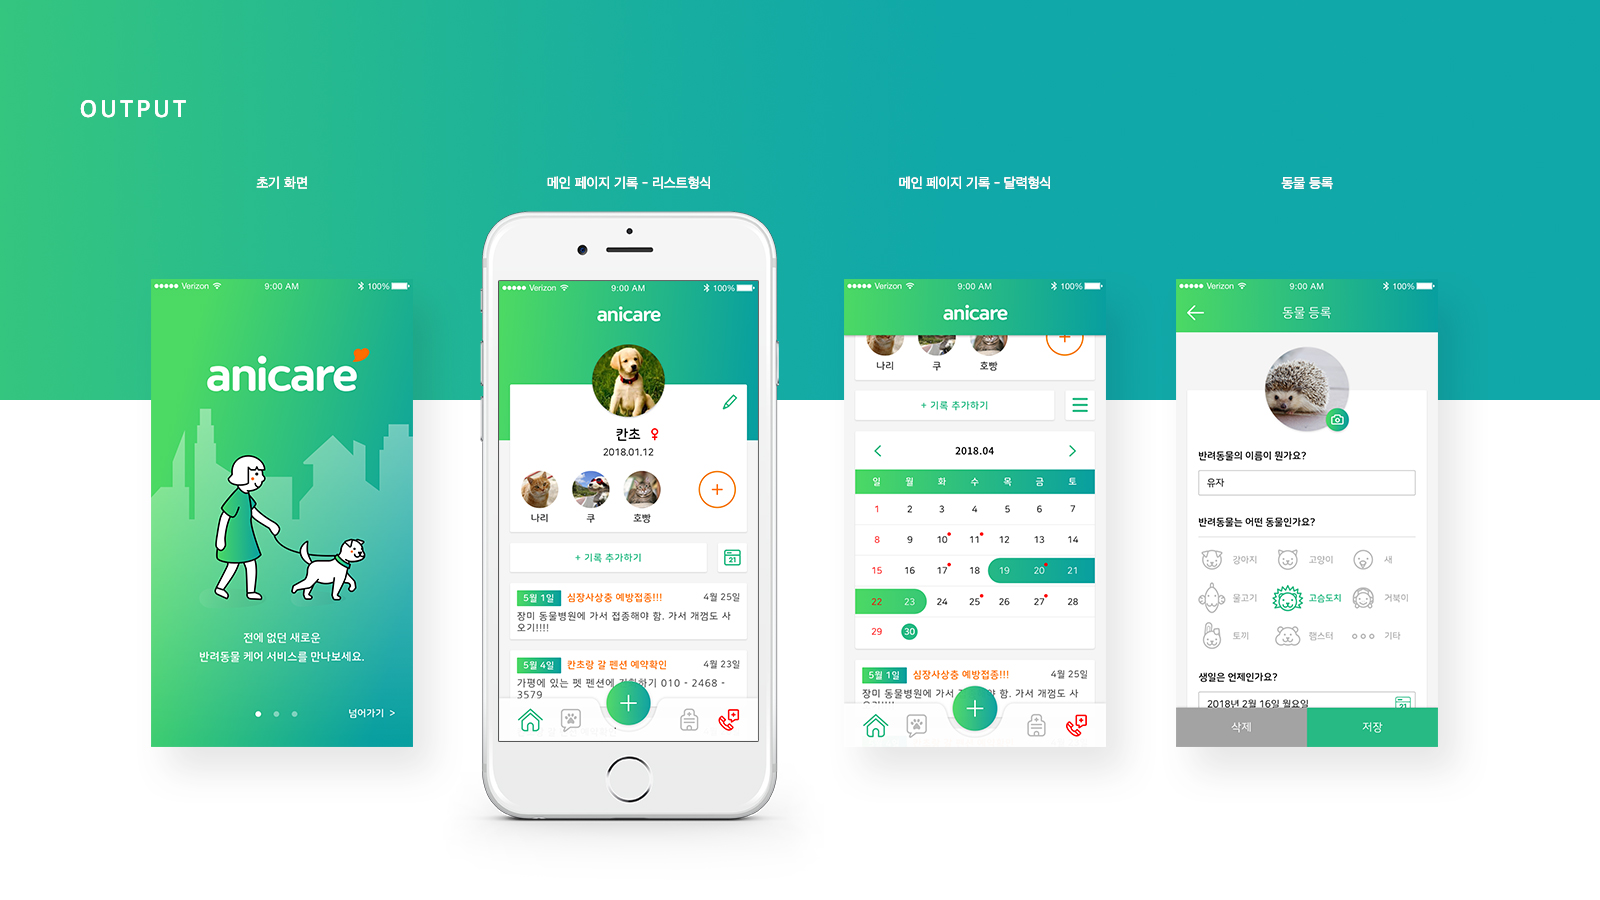 OUTPUT
초기 화면
메인 페이지 기록 - 리스트형식
메인 페이지 기록 - 달력형식
동물 등록
Verizon 9:00 AM 100%
anicare
전에 없던 새로운
반려동물 케어 서비스를 만나보세요.
넘어가기 >
Verizon 9:00 AM 100%
anicare
칸초
2018.01.12
나리 쿠 호빵
+ 기록 추가하기
21
5월 1일 심장사상충 예방접종!!! 4월 25일
장미 동물병원에 가서 접종해야 함. 가서 개껌도 사
오기!!!!
5월 4일 칸초랑 갈 펜션 예약확인 4월 23일
가평에 있는 펫 펜션에 010 - 2468 -
3579
Verizon 9:00 AM 100%
anicare
나리 쿠 호빵
+ 기록 추가하기
< 2018.04 >
일 월 화 수 목 금 토
1 2 3 4 5 6 7
8 9 10 11 12 13 14
15 16 17 18 19 20 21
22 23 24 25 26 27 28
29 30
5월 1일 심장사상충 예방접종!!! 4월 25일
장미 동물병원에 가서 함. 가서 개껌도 사
오기!!!!
Verizon 9:00 AM 100%
동물 등록
반려동물의 이름이 뭔가요?
유자
반려동물는 어떤 동물인가요?
강아지 고양이 새
물고기 고슴도치 거북이
토끼 햄스터 기타
생일은 언제인가요?
2018년 2월 16일 월요일
21
삭제 저장